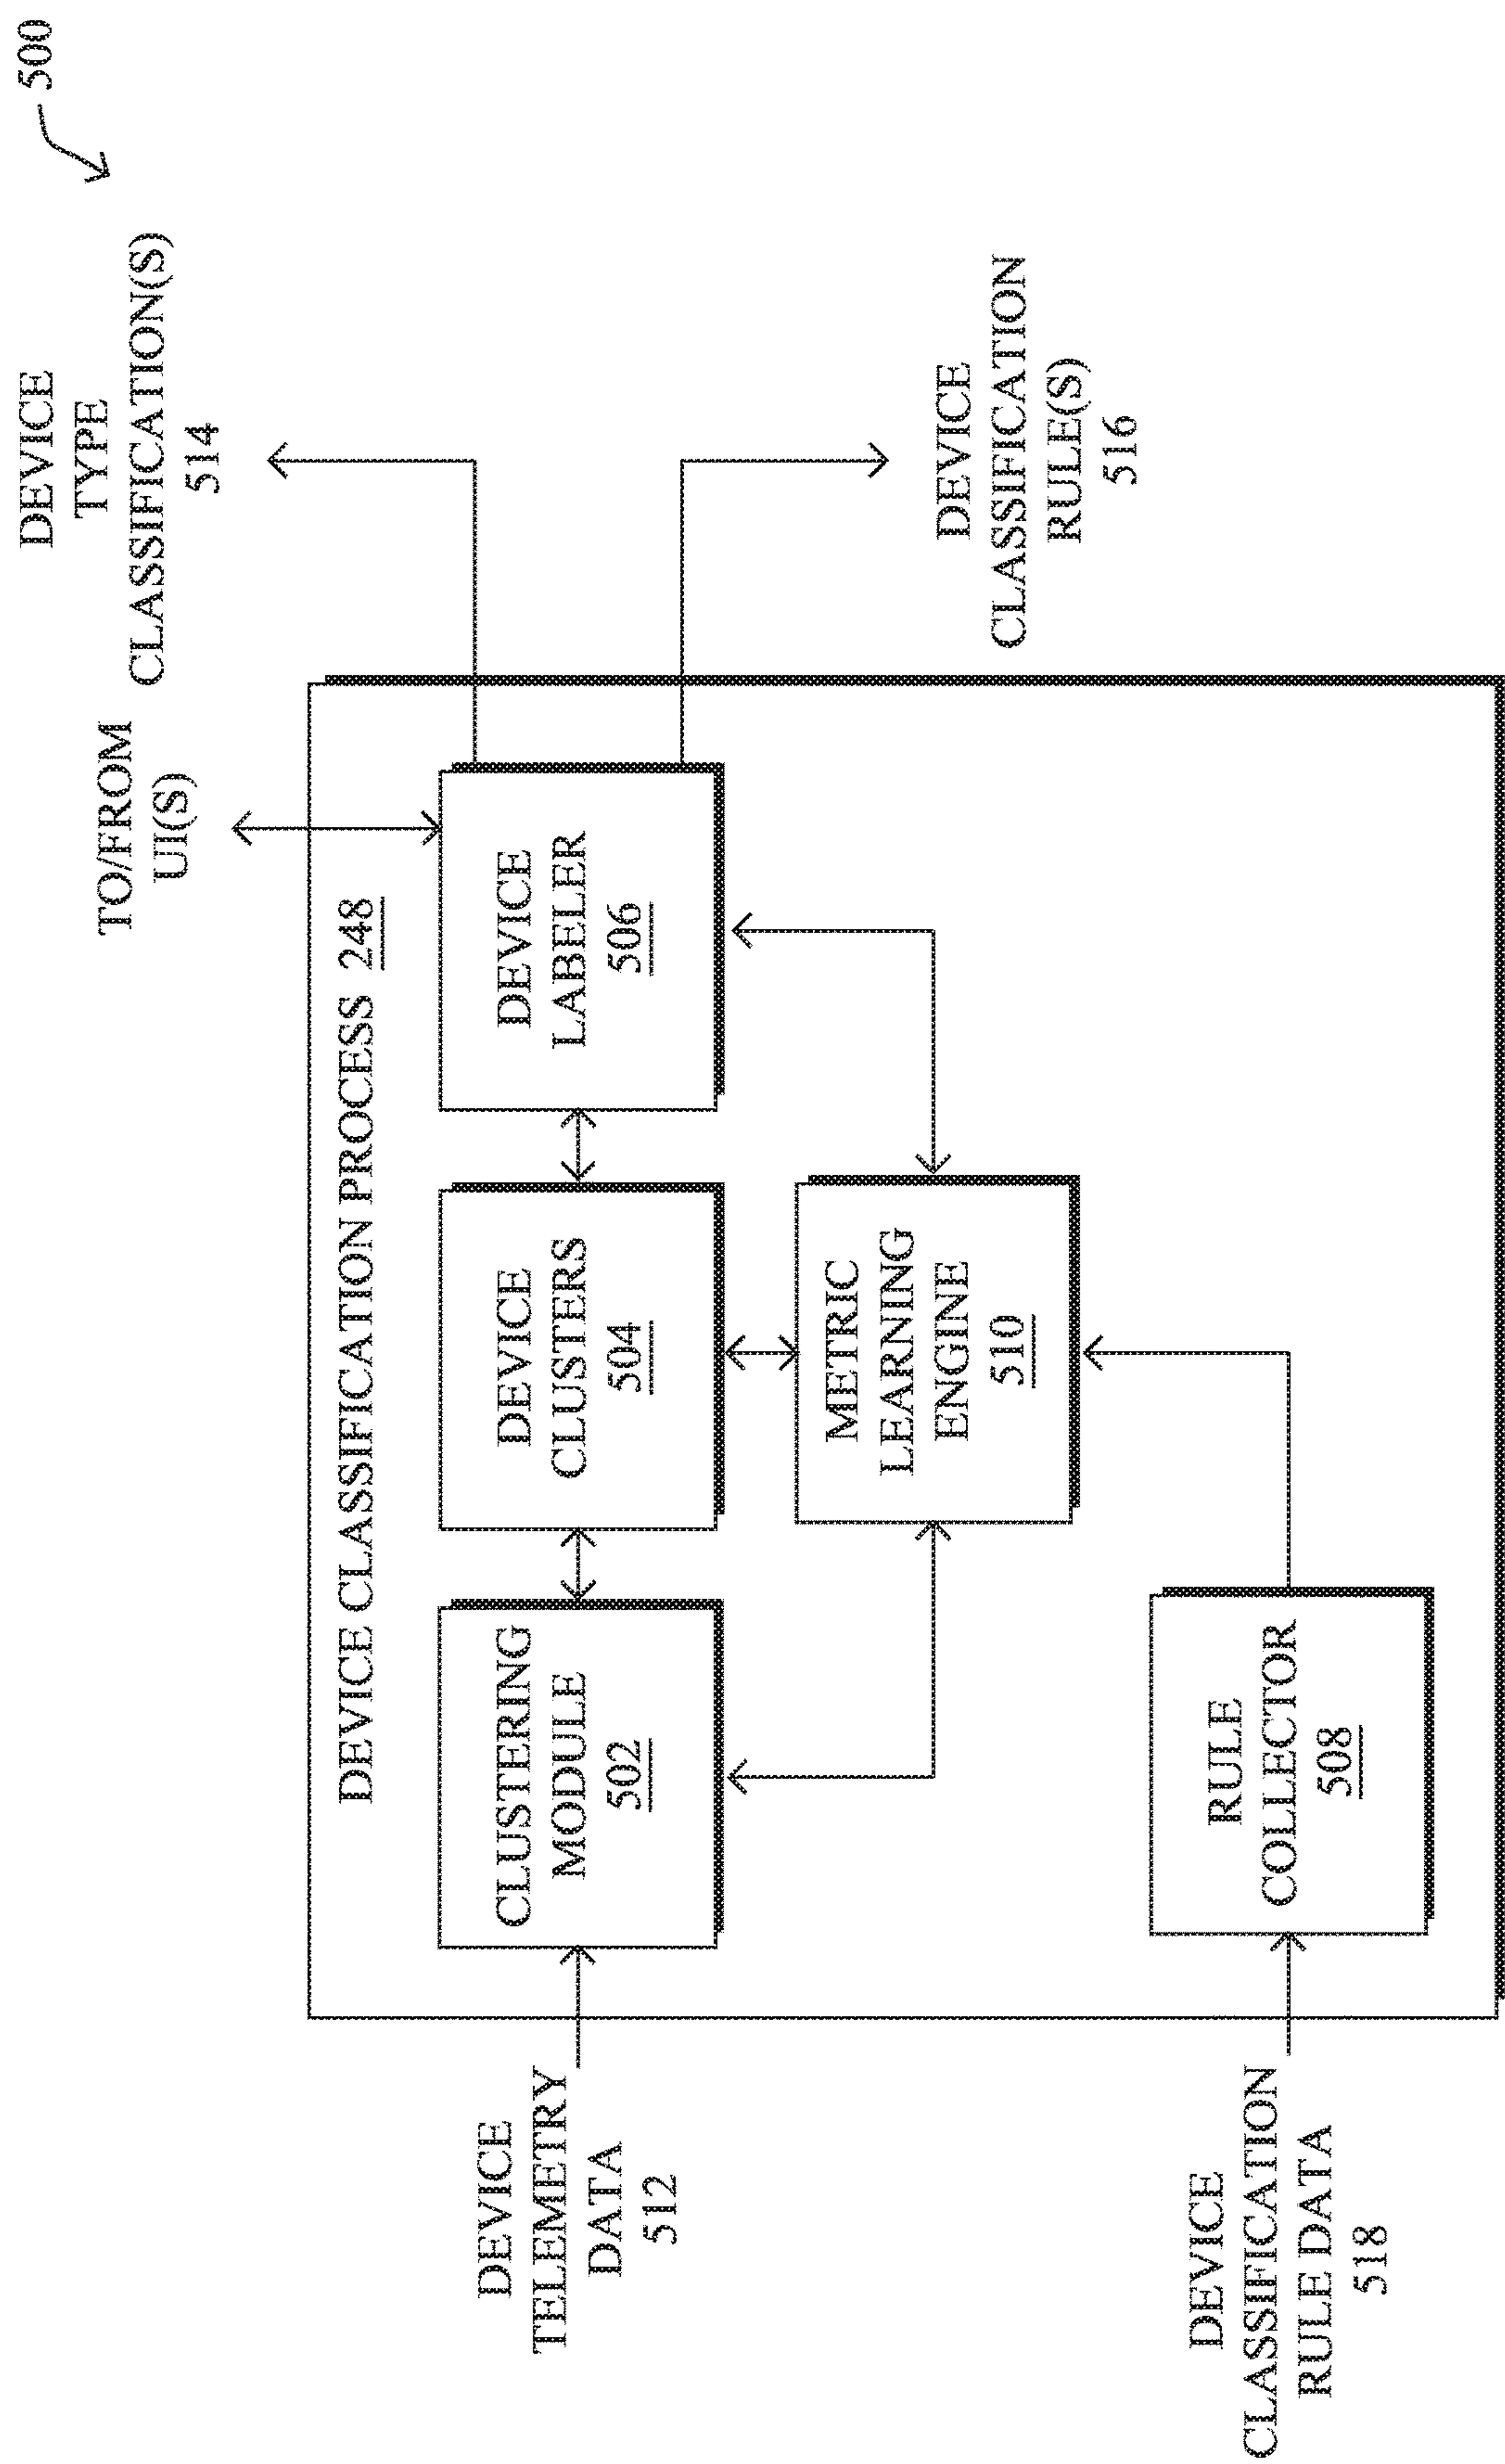 500
DEVICE
TYPE
CLASSIFICATION(S)
514
TO/FROM
UI(S)
DEVICE CLASSIFICATION PROCESS 248
DEVICE
TELEMETRY
DATA
512
CLUSTERING
MODULE
502
DEVICE
CLUSTERS
504
DEVICE
LABELER
506
METRIC
LEARNING
ENGINE
510
DEVICE
CLASSIFICATION
RULE(S)
516
DEVICE
CLASSIFICATION
RULE DATA
518
RULE
COLLECTOR
508